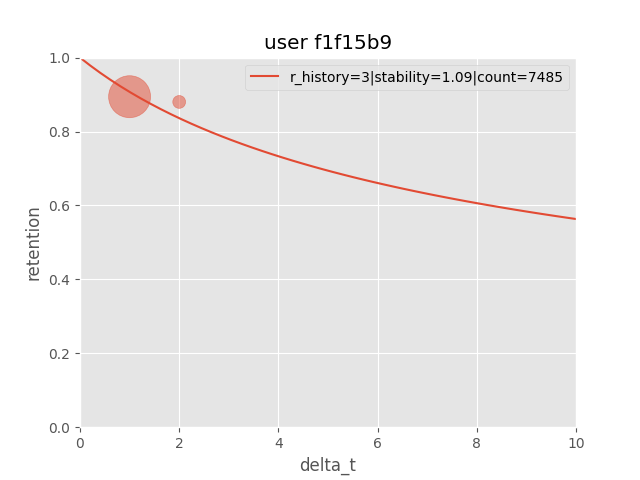 user f1f15b9
r_history=3|stability=1.09|count=7485
1.0
0.8
0.6
0.4
0.2
0.0
retention
0 2 4 6 8 10
delta_t